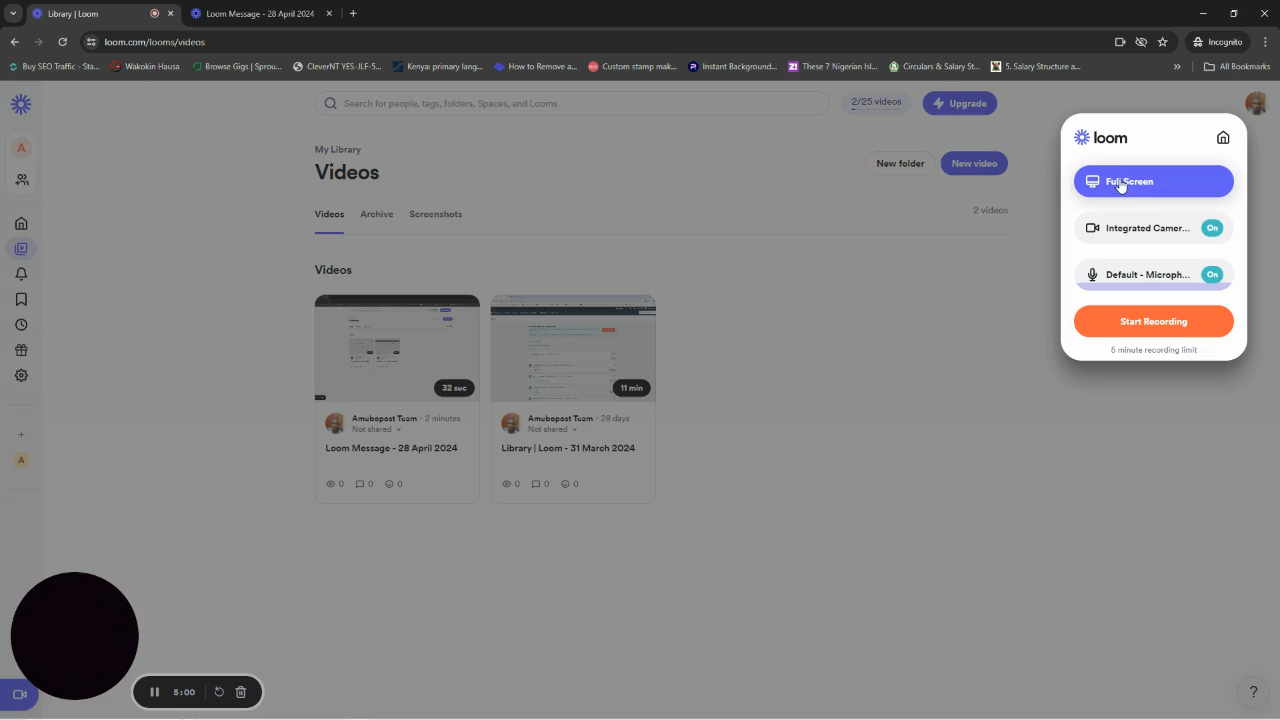 Library | Loom
Loom Message - 28 April 2024
loom.com/looms/videos
Incognito
Buy SEO Traffic - Sta...
Wakokin Hausa
Browse Gigs | Sprou...
CleverNT YES-JLF-5...
Kenya: primary lang...
How to Remove a...
Custom stamp mak...
Instant Background...
These 7 Nigerian Isl...
Circulars & Salary St...
5. Salary Structure a...
All Bookmarks
Search for people, tags, folders, Spaces, and Looms
2/25 videos
Upgrade
A
My Library
Videos
New folder
New video
Videos
Archive
Screenshots
2 videos
Videos
32 sec
Amebopost Team · 2 minutes
Not shared
Loom Message - 28 April 2024
0 0 0
11 min
Amebopost Team · 28 days
Not shared
Library | Loom - 31 March 2024
0 0 0
A
loom
Full Screen
Integrated Camer...
On
Default - Microph...
On
Start Recording
5 minute recording limit
5:00
?